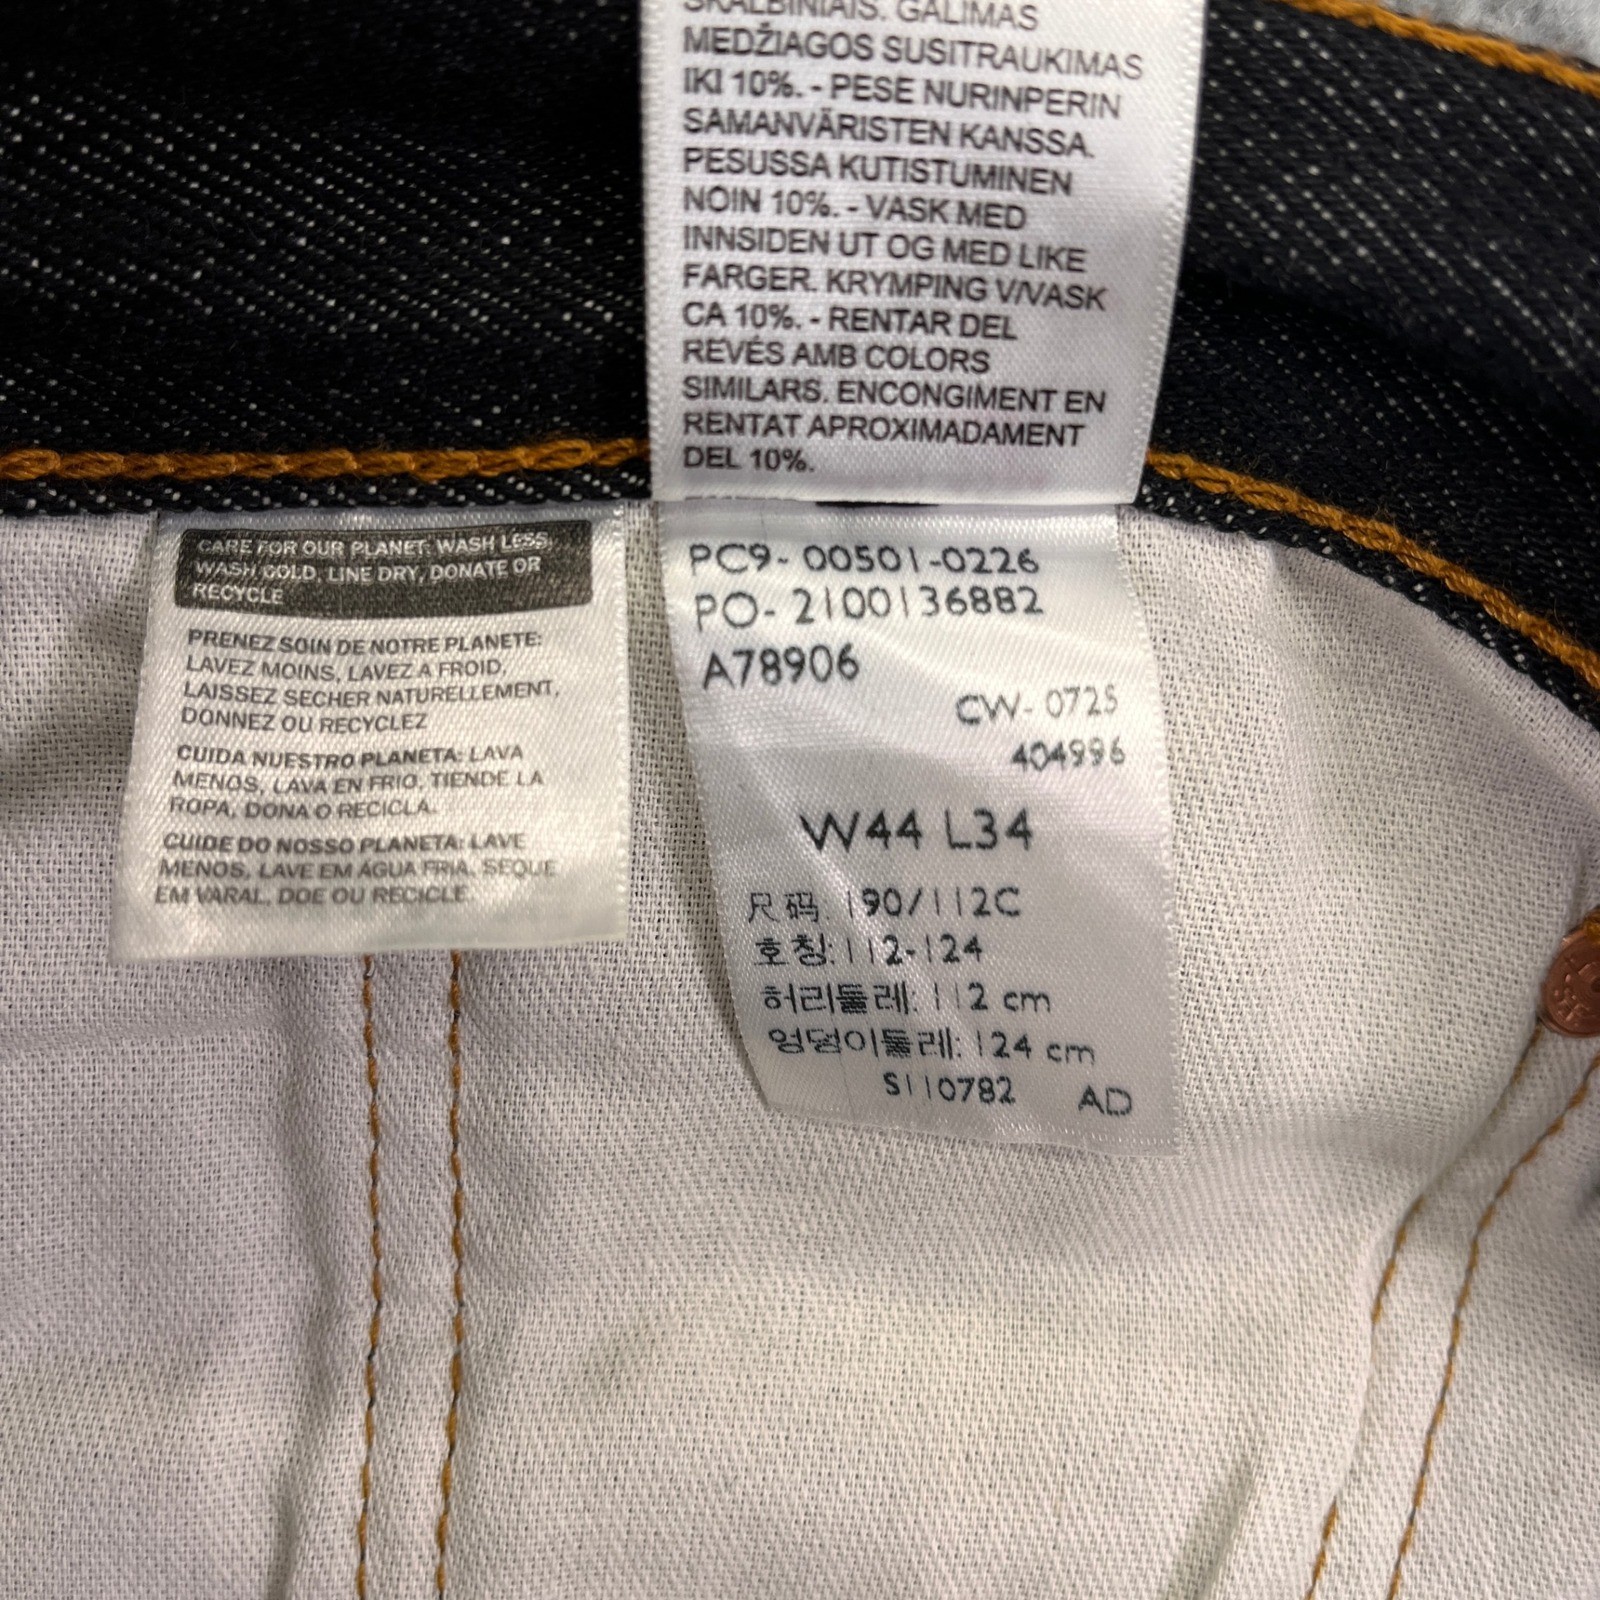 SKALBINIAIS. GALIMAS
MEDŽIAGOS SUSITRAUKIMAS
IKI 10%. - PESE NURINPERIN
SAMANVÄRISTEN KANSSA.
PESUSSA KUTISTUMINEN
NOIN 10%. - VASK MED
INNSIDEN UT OG MED LIKE
FARGER. KRYMPING V/VASK
CA 10%. - RENTAR DEL
REVÉS AMB COLORS
SIMILARS. ENCONGIMENT EN
RENTAT APROXIMADAMENT
DEL 10%.
CARE FOR OUR PLANET: WASH LESS,
WASH COLD, LINE DRY, DONATE OR
RECYCLE
PRENEZ SOIN DE NOTRE PLANETE:
LAVEZ MOINS, LAVEZ A FROID,
LAISSEZ SECHER NATURELLEMENT,
DONNEZ OU RECYCLEZ
CUIDA NUESTRO PLANETA: LAVA
MENOS, LAVA EN FRIO, TIENDE LA
ROPA, DONA O RECICLA.
CUIDE DO NOSSO PLANETA: LAVE
MENOS, LAVE EM ÁGUA FRIA, SEQUE
EM VARAL, DOE OU RECICLE.
PC9- 00501-0226
PO- 2100136882
A78906
CW- 0725
404996
W44 L34
尺码: 190/112C
호칭: 112-124
허리둘레: 112 cm
엉덩이둘레: 124 cm
S110782 AD